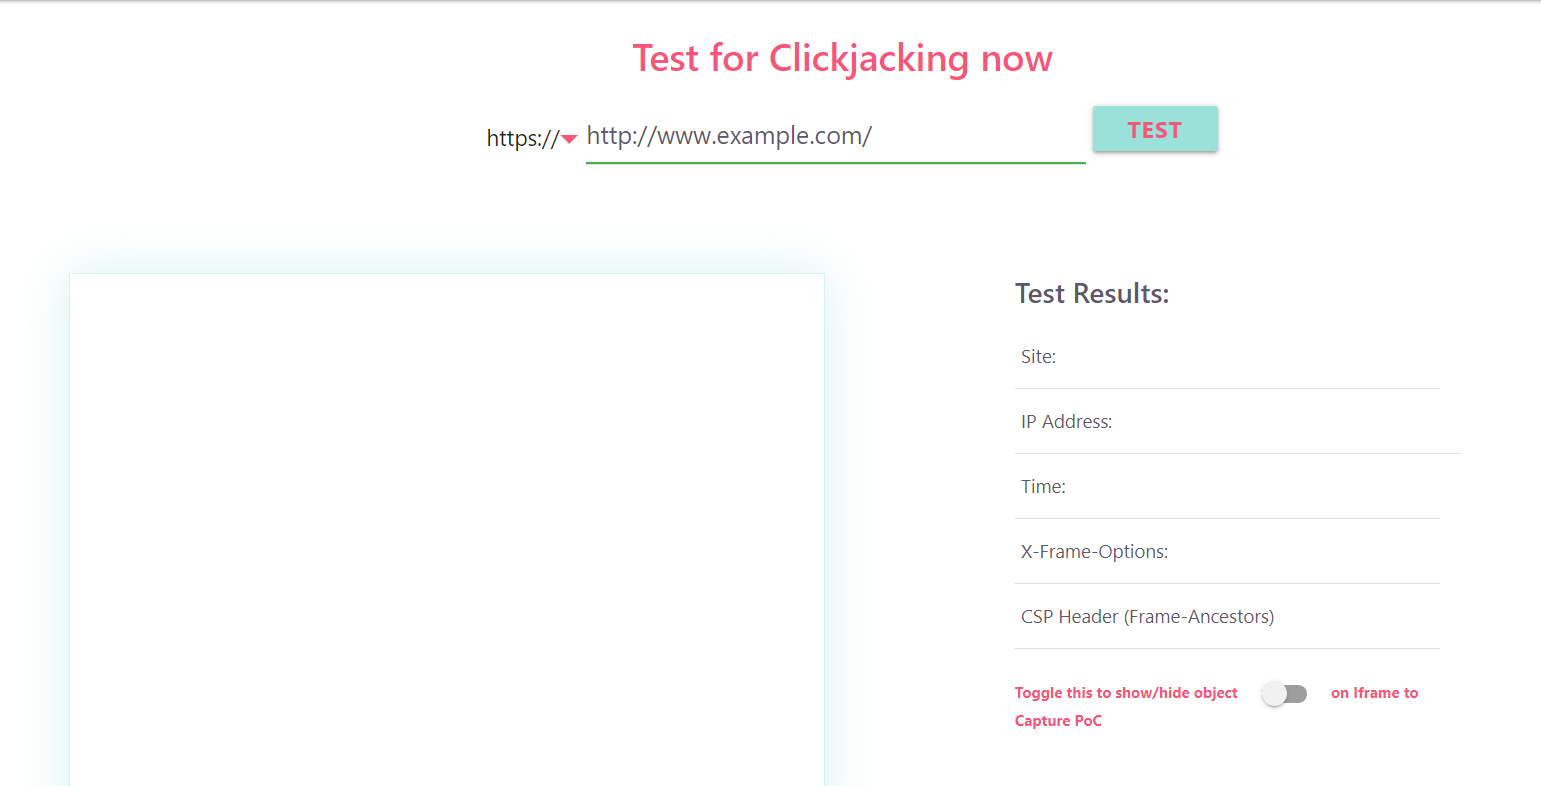 Test for Clickjacking now
https:// http://www.example.com/ TEST
Test Results:
Site:
IP Address:
Time:
X-Frame-Options:
CSP Header (Frame-Ancestors)
Toggle this to show/hide object on Iframe to
Capture PoC